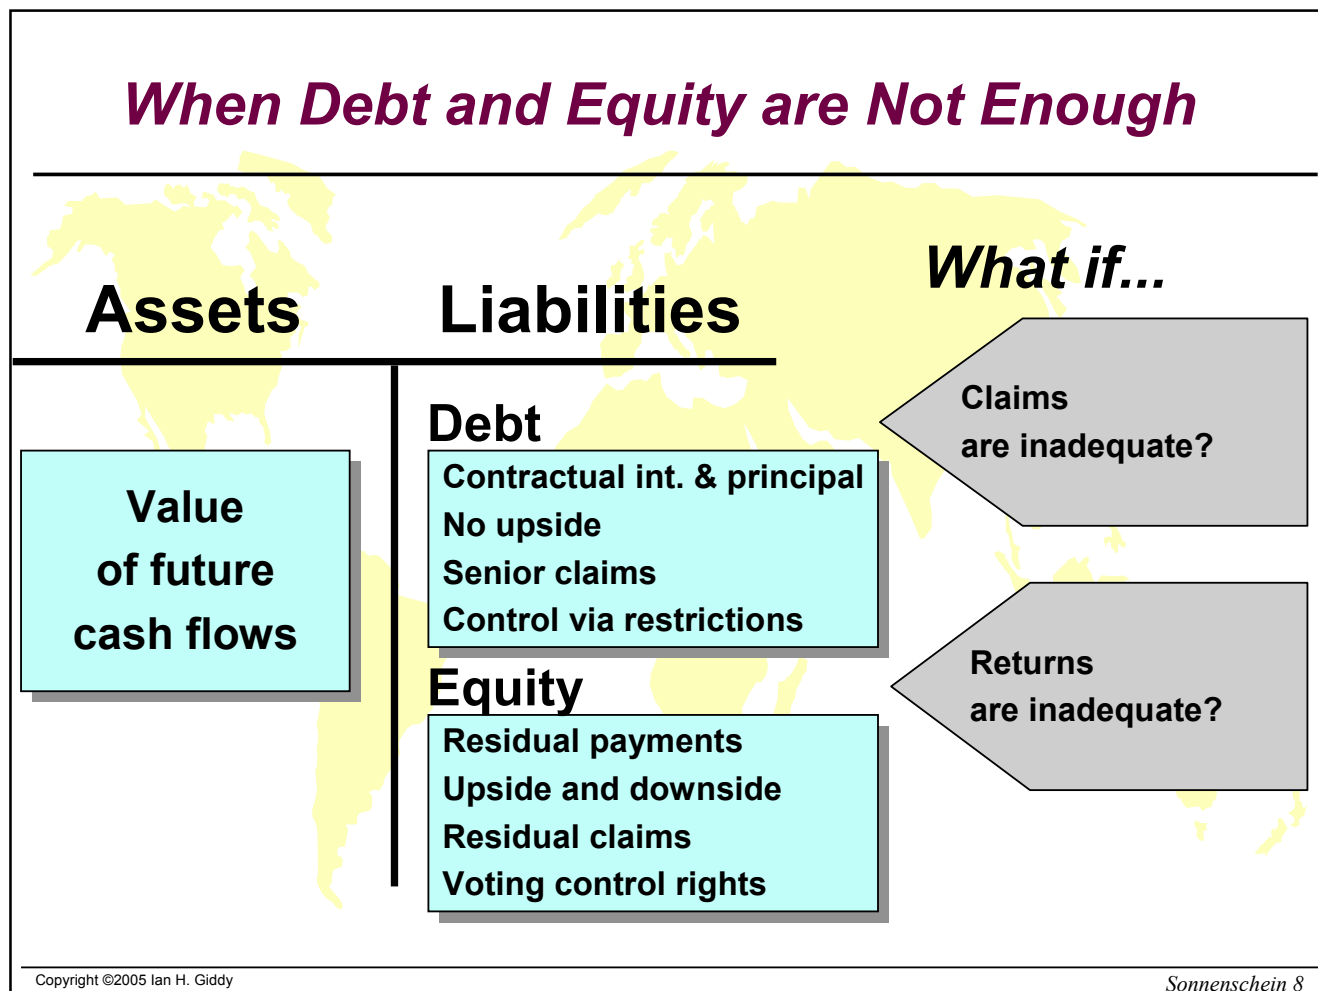 When Debt and Equity are Not Enough
Assets
Liabilities
What if...
Value
of future
cash flows
Debt
Contractual int. & principal
No upside
Senior claims
Control via restrictions
Equity
Residual payments
Upside and downside
Residual claims
Voting control rights
Claims
are inadequate?
Returns
are inadequate?
Copyright ©2005 Ian H. Giddy
Sonnenschein 8